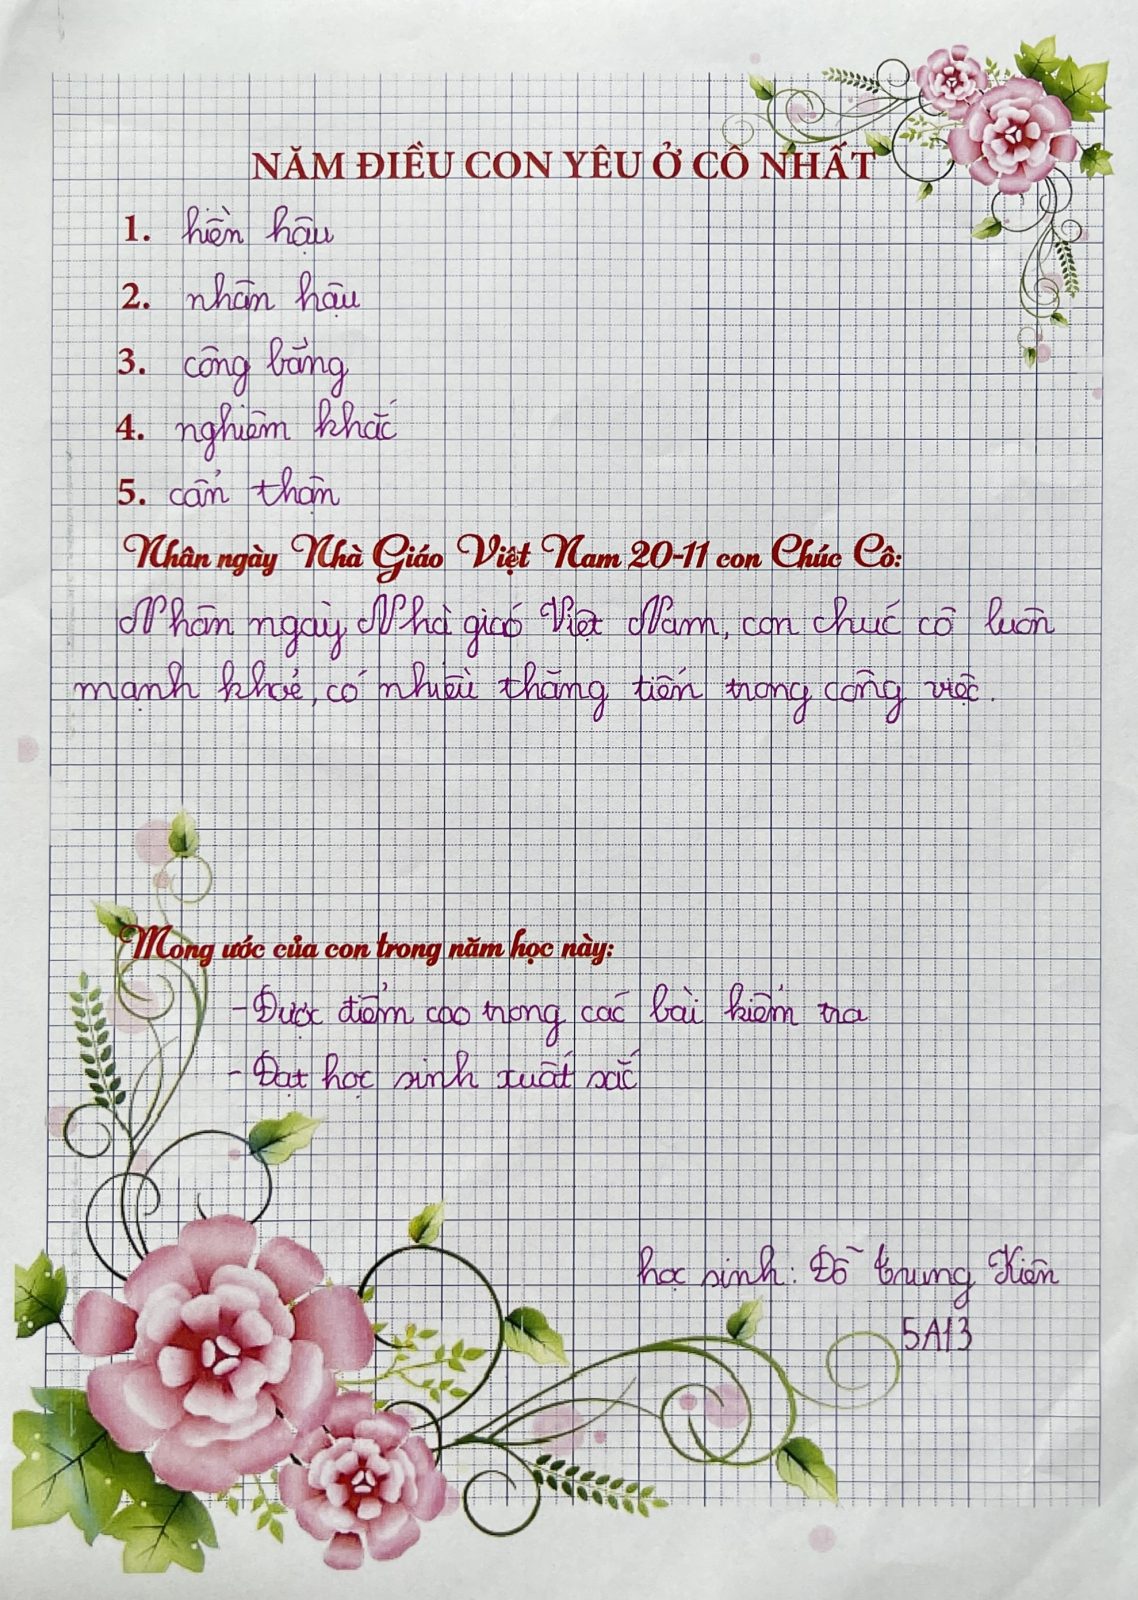 NĂM ĐIỀU CON YÊU Ở CÔ NHẤT
1. hiền hậu
2. nhân hậu
3. công bằng
4. nghiêm khắc
5. cẩn thận
Nhân ngày Nhà Giáo Việt Nam 20-11 con Chúc Cô:
Nhân ngày Nhà giáo Việt Nam, con chúc cô luôn
mạnh khoẻ, có nhiều thăng tiến trong công việc.
Mong ước của con trong năm học này:
- Được điểm cao trong các bài kiểm tra
- Đạt học sinh xuất sắc
học sinh: Đỗ trung Kiên
5A13